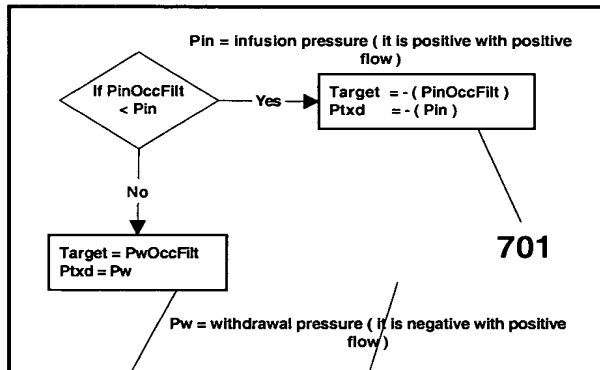 Pin = infusion pressure ( it is positive with positive
flow )
If PinOccFilt
< Pin
Yes
Target = - ( PinOccFilt )
Ptxd = - ( Pin )
No
701
Target = PwOccFilt
Ptxd = Pw
Pw = withdrawal pressure ( it is negative with positive
flow )